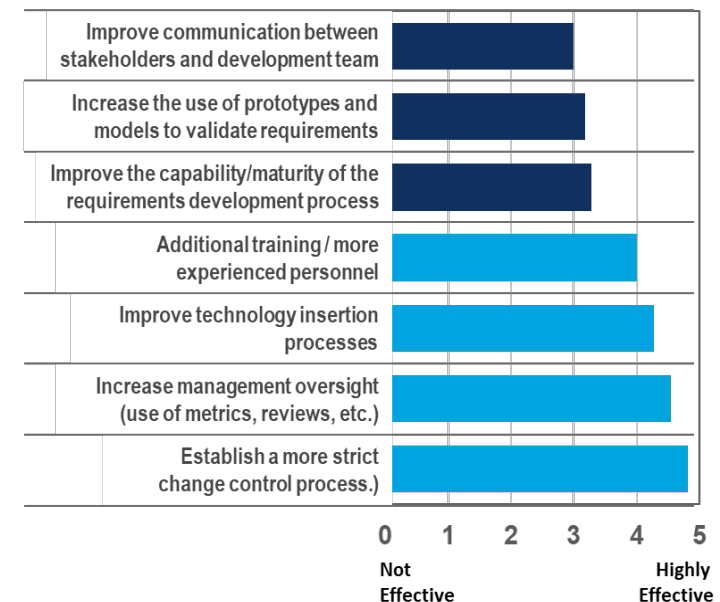 Improve communication between
stakeholders and development team
Increase the use of prototypes and
models to validate requirements
Improve the capability/maturity of the
requirements development process
Additional training / more
experienced personnel
Improve technology insertion
processes
Increase management oversight
(use of metrics, reviews, etc.)
Establish a more strict
change control process.)
0 1 2 3 4 5
Not Highly
Effective Effective